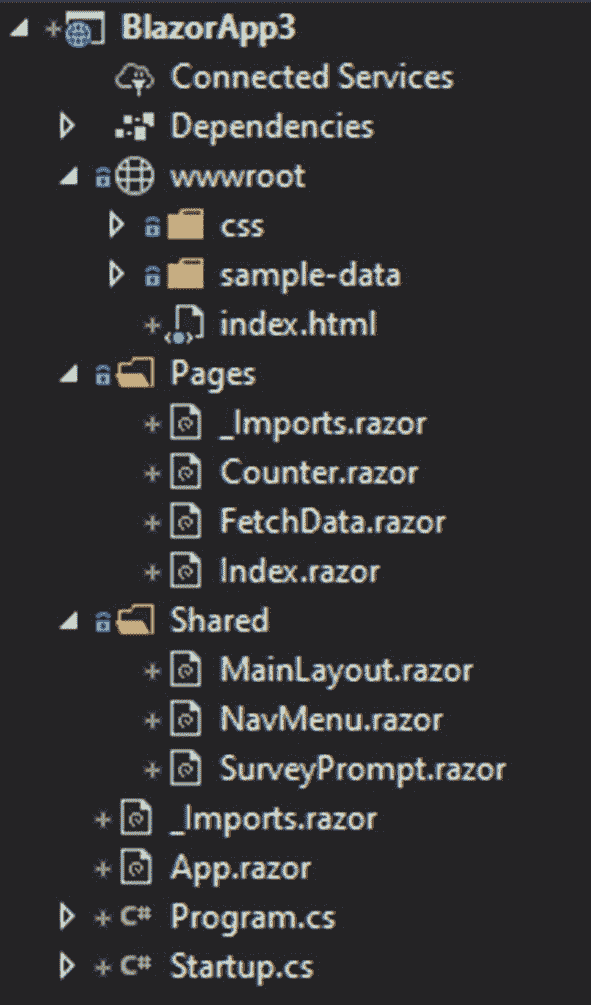 BlazorApp3
Connected Services
Dependencies
wwwroot
css
sample-data
index.html
Pages
_Imports.razor
Counter.razor
FetchData.razor
Index.razor
Shared
MainLayout.razor
NavMenu.razor
SurveyPrompt.razor
_Imports.razor
App.razor
C# Program.cs
C# Startup.cs